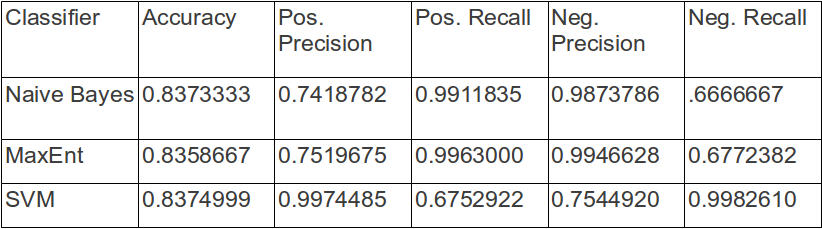 Classifier Accuracy Pos. Precision Pos. Recall Neg. Precision Neg. Recall
Naive Bayes 0.8373333 0.7418782 0.9911835 0.9873786 .6666667
MaxEnt 0.8358667 0.7519675 0.9963000 0.9946628 0.6772382
SVM 0.8374999 0.9974485 0.6752922 0.7544920 0.9982610